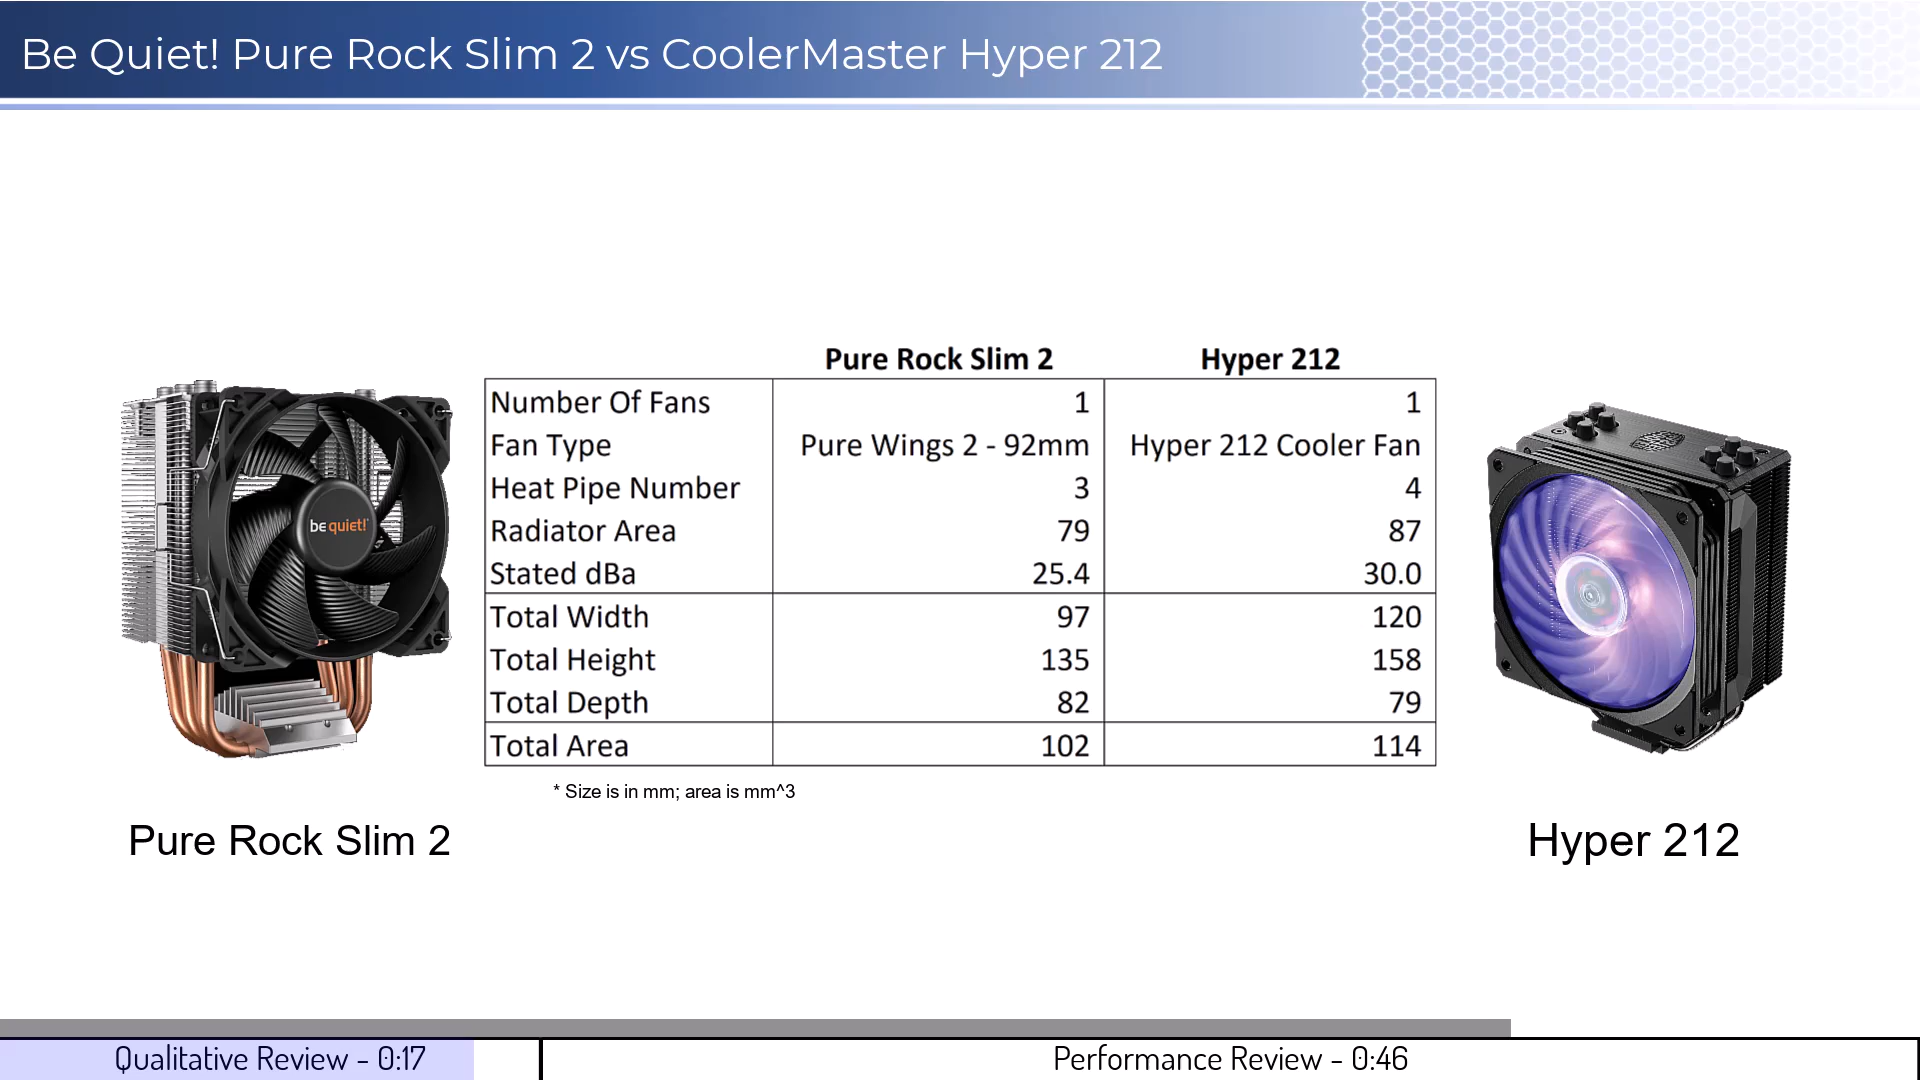 Be Quiet! Pure Rock Slim 2 vs CoolerMaster Hyper 212
Pure Rock Slim 2 Hyper 212
Number Of Fans 1 1
Fan Type Pure Wings 2 - 92mm Hyper 212 Cooler Fan
Heat Pipe Number 3 4
Radiator Area 79 87
Stated dBa 25.4 30.0
Total Width 97 120
Total Height 135 158
Total Depth 82 79
Total Area 102 114
* Size is in mm; area is mm^3
be quiet!
Pure Rock Slim 2
Hyper 212
Qualitative Review - 0:17
Performance Review - 0:46